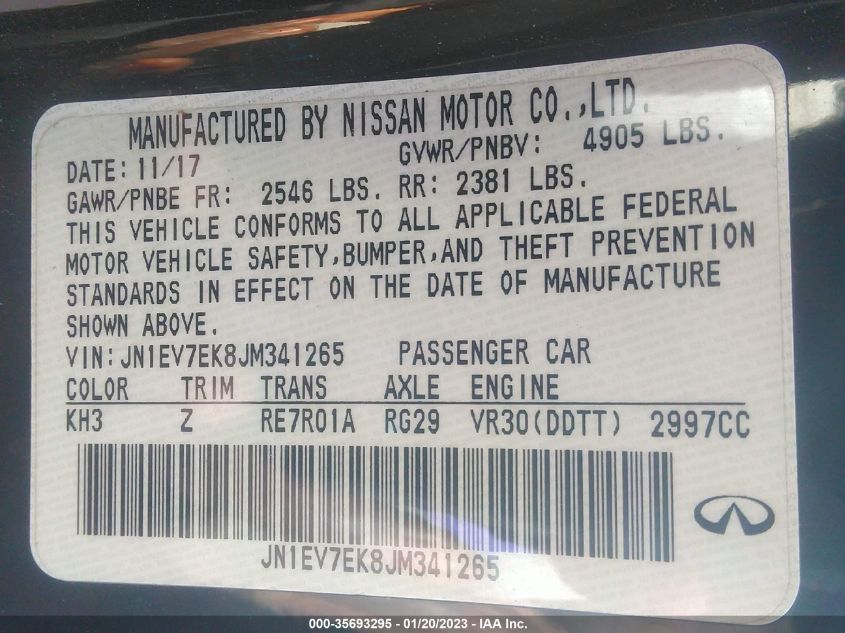 MANUFACTURED BY NISSAN MOTOR CO.,LTD.
DATE: 11/17 GVWR/PNBV: 4905 LBS.
GAWR/PNBE FR: 2546 LBS. RR: 2381 LBS.
THIS VEHICLE CONFORMS TO ALL APPLICABLE FEDERAL
MOTOR VEHICLE SAFETY,BUMPER,AND THEFT PREVENTION
STANDARDS IN EFFECT ON THE DATE OF MANUFACTURE
SHOWN ABOVE.
VIN:JN1EV7EK8JM341265 PASSENGER CAR
COLOR TRIM TRANS AXLE ENGINE
KH3 Z RE7R01A RG29 VR30(DDTT) 2997CC
JN1EV7EK8JM341265
000-35693295 - 01/20/2023 - IAA Inc.